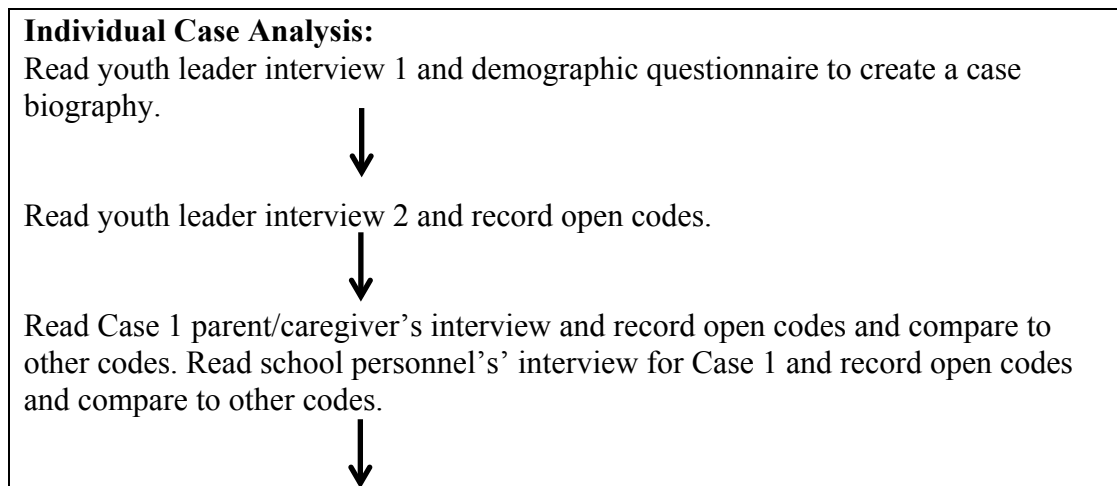 Individual Case Analysis:
Read youth leader interview 1 and demographic questionnaire to create a case
biography.
Read youth leader interview 2 and record open codes.
Read Case 1 parent/caregiver’s interview and record open codes and compare to
other codes. Read school personnel’s’ interview for Case 1 and record open codes
and compare to other codes.